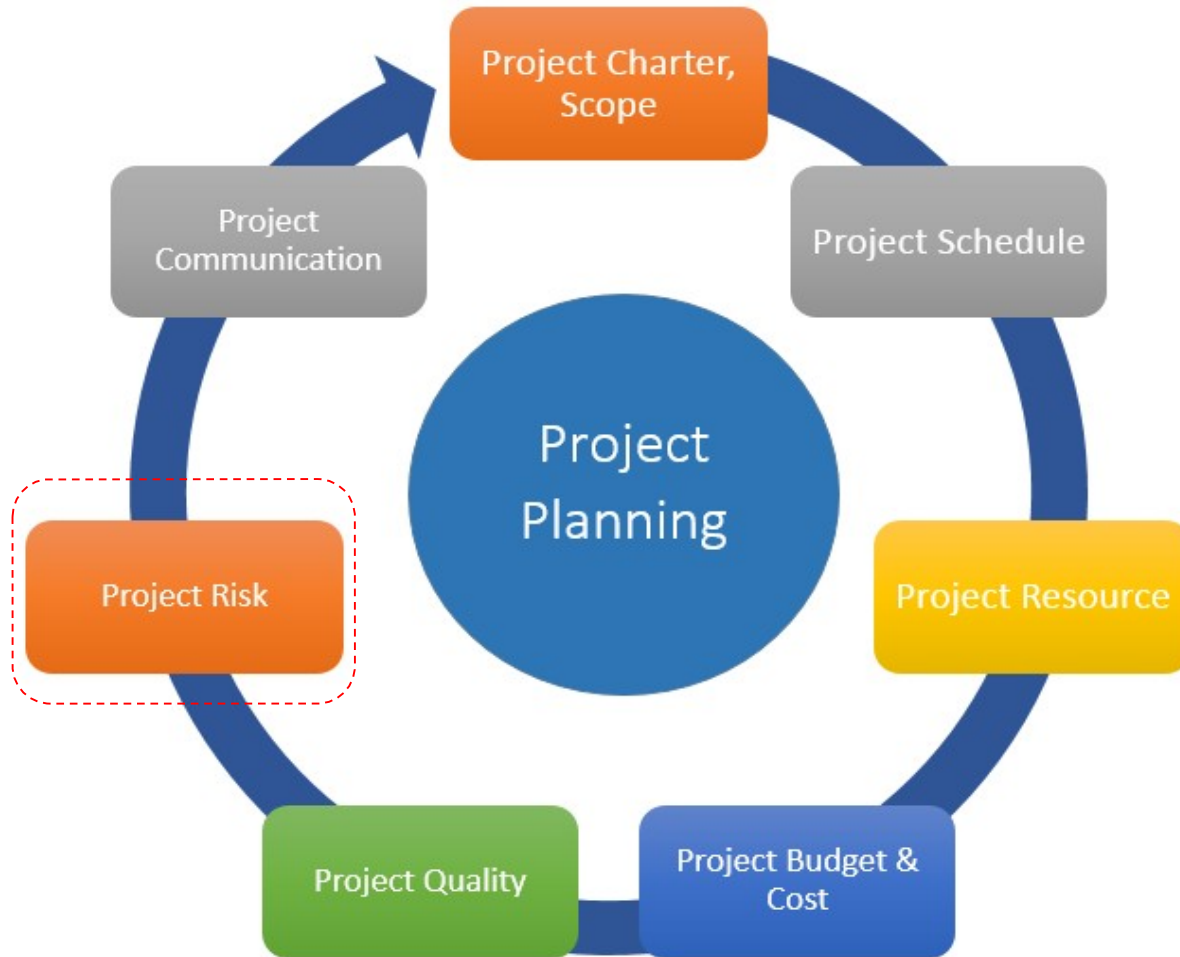 Project Charter,
Scope
Project Schedule
Project Resource
Project Budget &
Cost
Project Quality
Project Risk
Project
Communication
Project
Planning